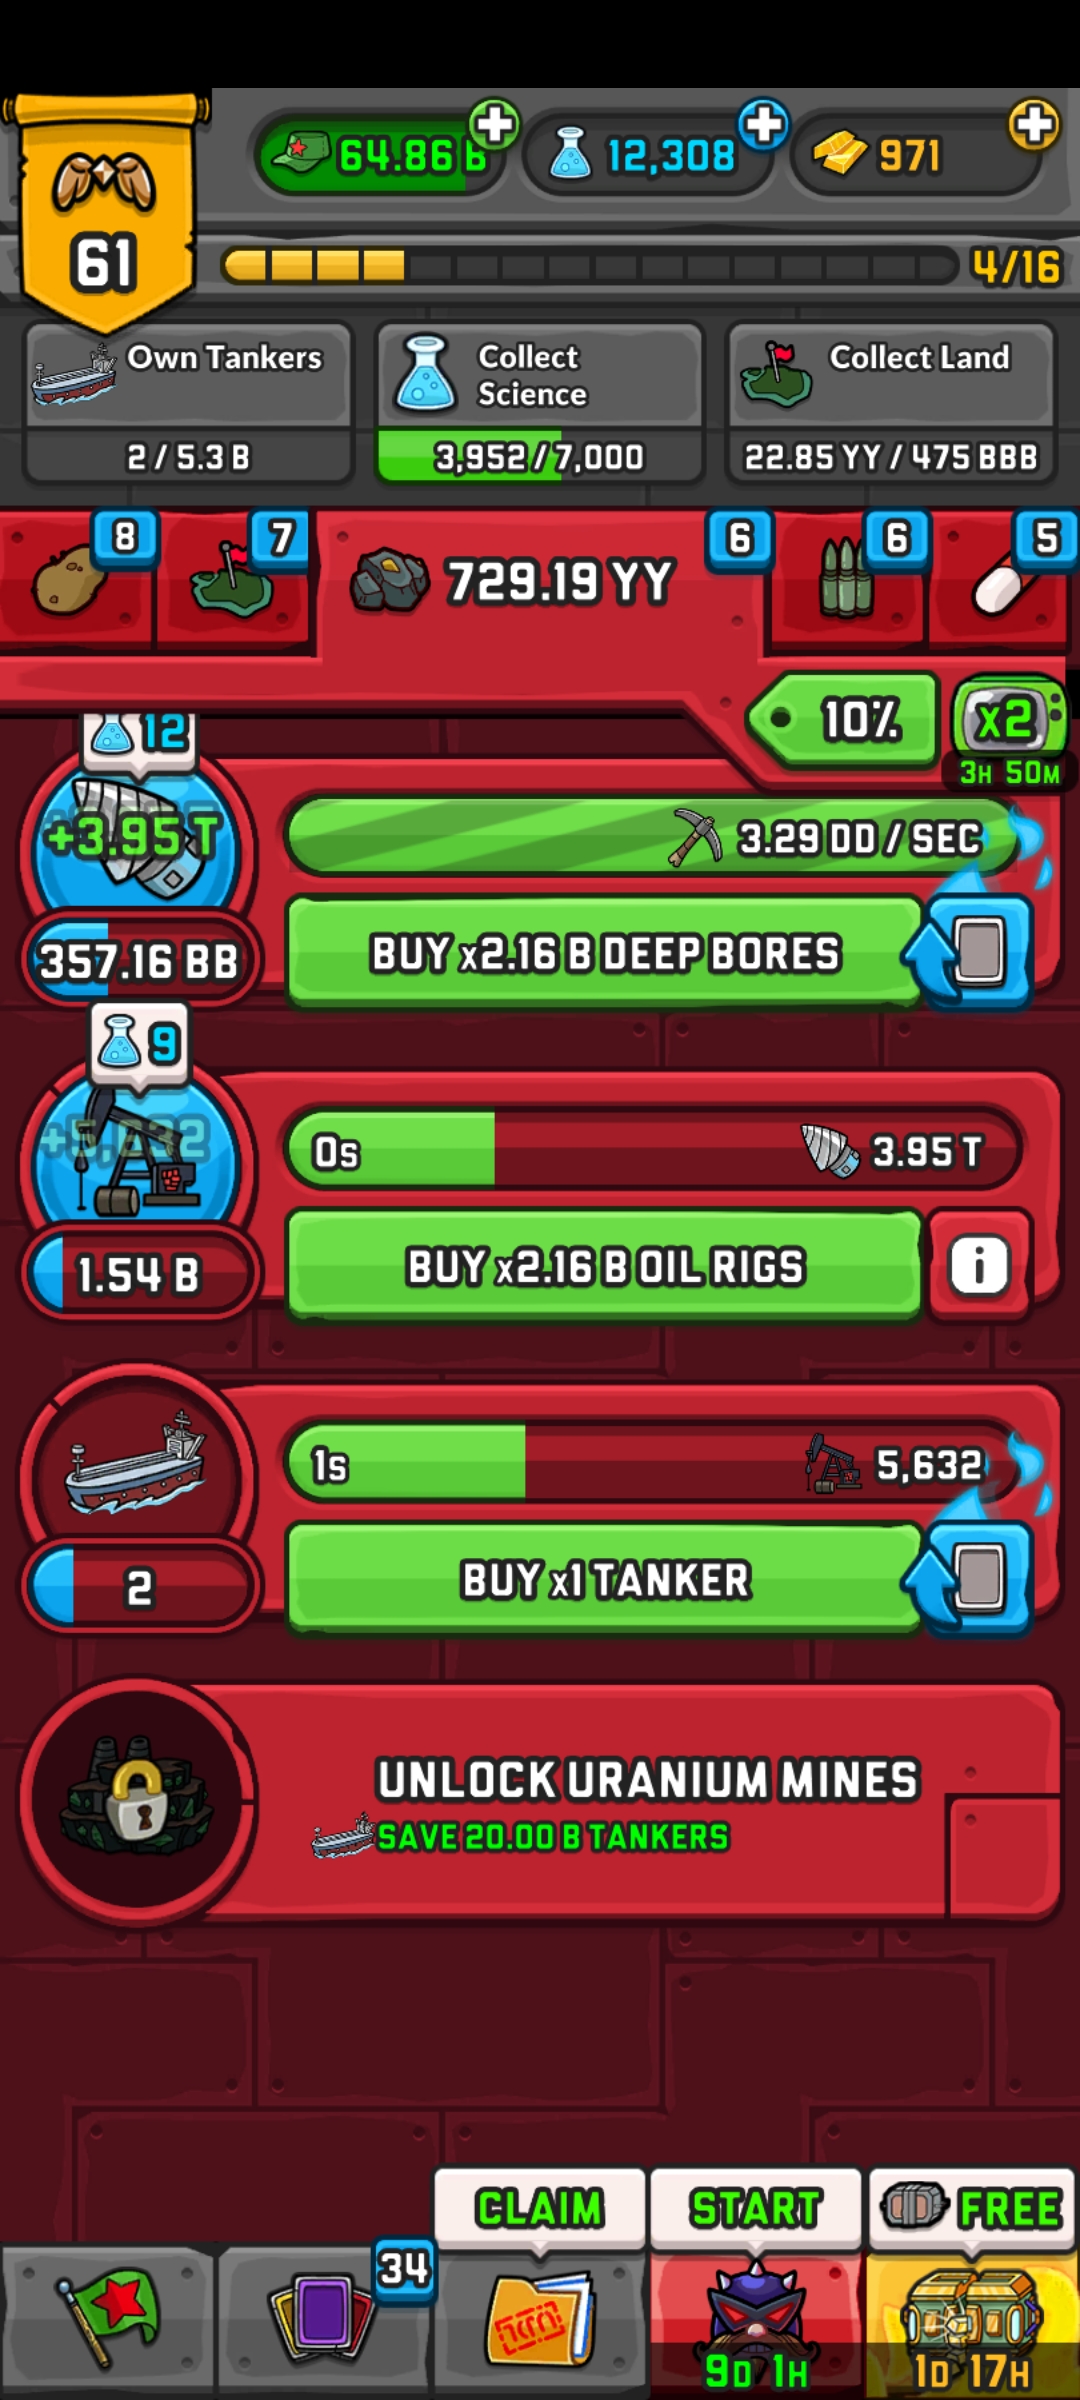 64.86 B
12,308
971
61
4/16
Own Tankers
2 / 5.3 B
Collect
Science
3,952 / 7,000
Collect Land
22.85 YY / 475 BBB
8
7
729.19 YY
6
6
5
10%
x2
3H 50M
12
+3.95 T
3.29 DD / SEC
357.16 BB
BUY x2.16 B DEEP BORES
9
+5,632
0s
3.95 T
1.54 B
BUY x2.16 B OIL RIGS
i
1s
5,632
2
BUY x1 TANKER
UNLOCK URANIUM MINES
SAVE 20.00 B TANKERS
CLAIM
START
FREE
34
9D 1H
1D 17H